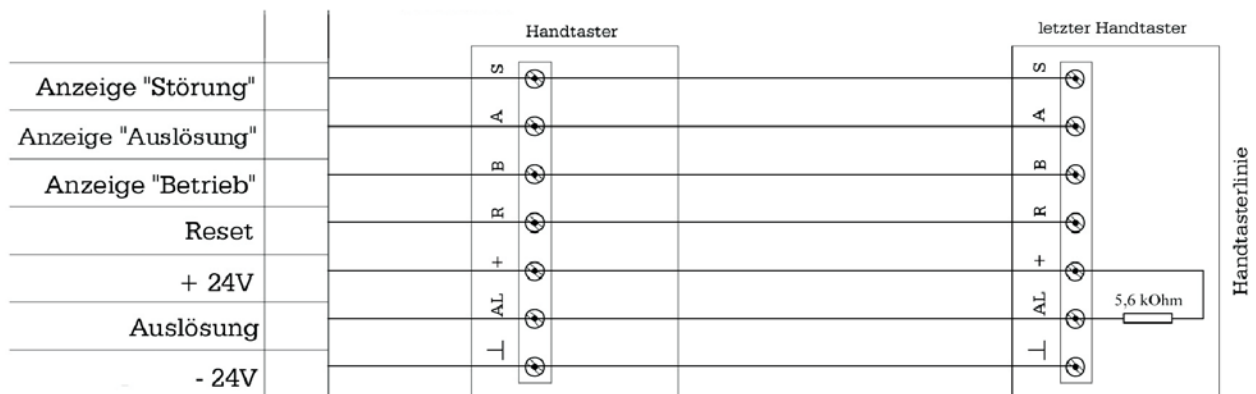 Handtaster
letzter Handtaster
Anzeige "Störung"
S
S
Anzeige "Auslösung"
A
A
Anzeige "Betrieb"
B
B
Reset
R
R
+ 24V
+
+
Auslösung
AL
AL
5,6 kOhm
- 24V
⊥
⊥
Handtasterlinie